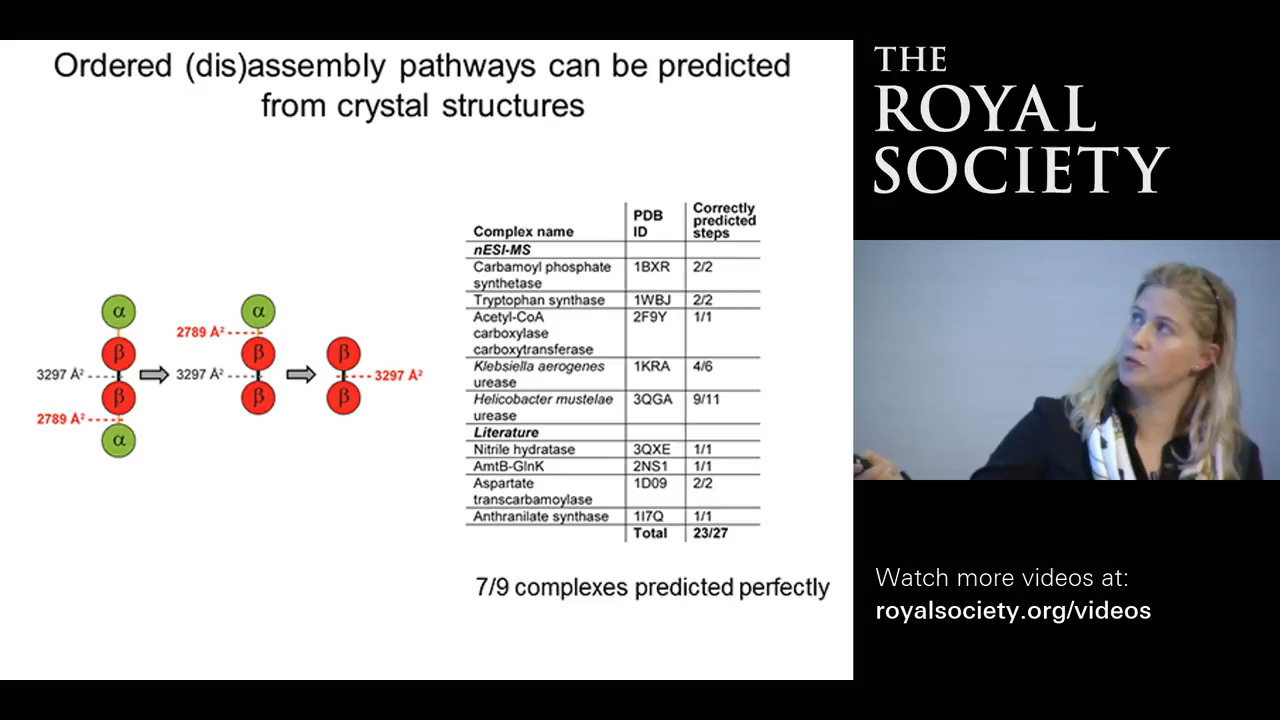 Ordered (dis)assembly pathways can be predicted
from crystal structures
α
β
β
α
3297 Å²
2789 Å²
α
β
β
2789 Å²
3297 Å²
β
β
3297 Å²
Complex name PDB ID Correctly predicted steps
nESI-MS
Carbamoyl phosphate synthetase 1BXR 2/2
Tryptophan synthase 1WBJ 2/2
Acetyl-CoA carboxylase carboxytransferase 2F9Y 1/1
Klebsiella aerogenes urease 1KRA 4/6
Helicobacter mustelae urease 3QGA 9/11
Literature
Nitrile hydratase 3QXE 1/1
AmtB-GlnK 2NS1 1/1
Aspartate transcarbamoylase 1D09 2/2
Anthranilate synthase 1I7Q 1/1
Total 23/27
7/9 complexes predicted perfectly
THE
ROYAL
SOCIETY
Watch more videos at:
royalsociety.org/videos